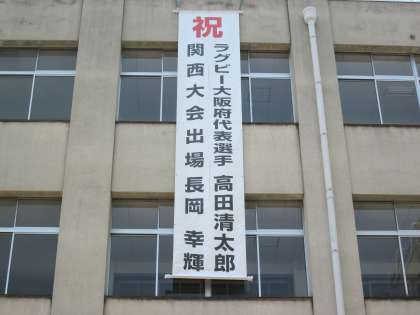 祝
ラグビー大阪府代表選手 高田清太郎
関西大会出場 長岡 幸輝